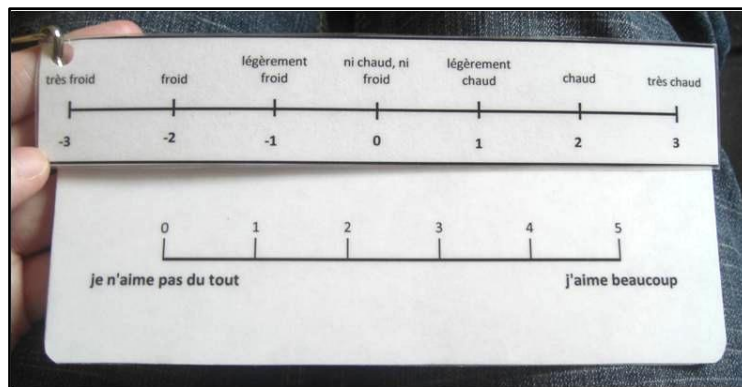 légèrement ni chaud, ni légèrement
très froid froid froid froid chaud chaud très chaud
-3 -2 -1 0 1 2 3
0 1 2 3 4 5
je n'aime pas du tout j'aime beaucoup